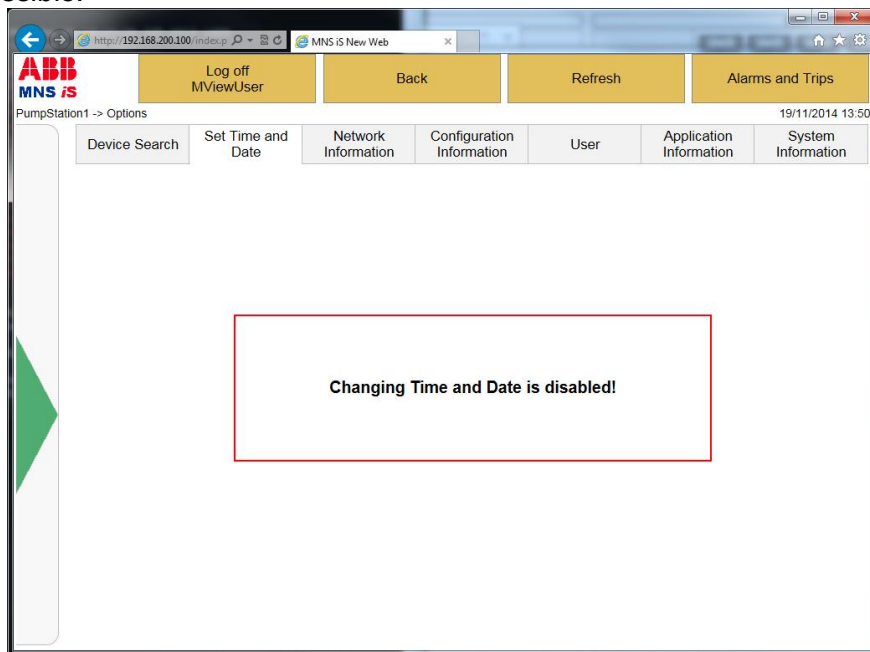 http://192.168.200.100/index.p
MNS iS New Web
ABB
MNS iS
Log off
MViewUser
Back
Refresh
Alarms and Trips
PumpStation1 -> Options
19/11/2014 13:50
Device Search
Set Time and
Date
Network
Information
Configuration
Information
User
Application
Information
System
Information
Changing Time and Date is disabled!